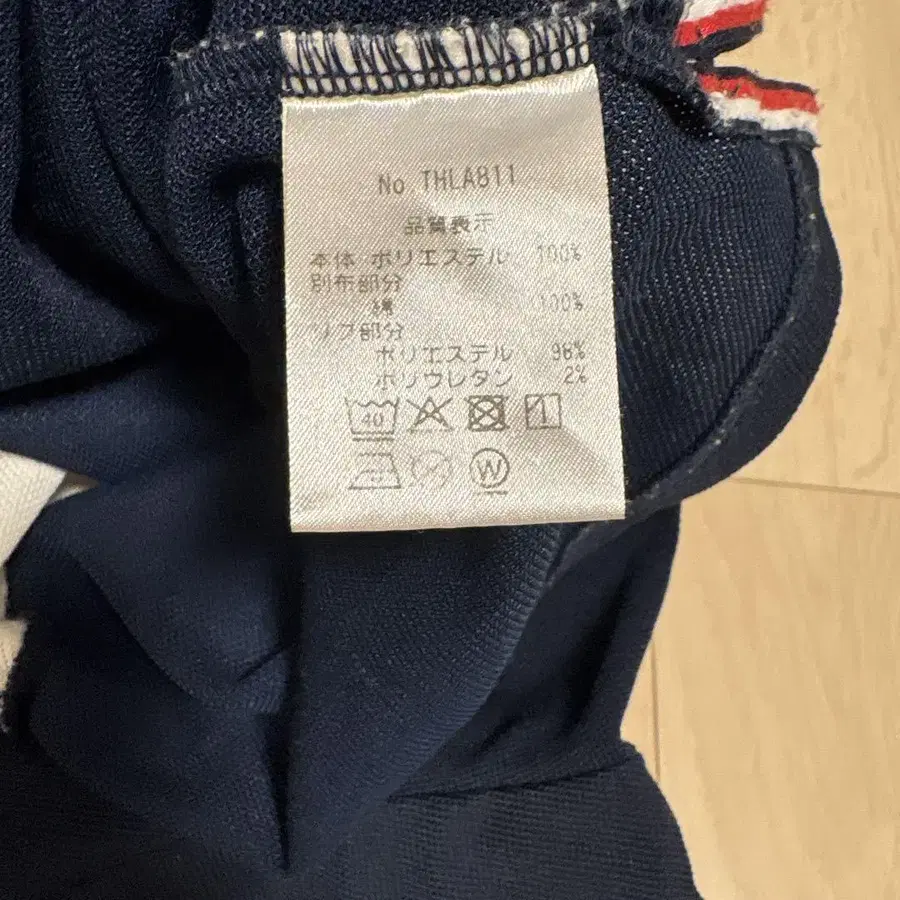 No THLA811
品質表示
本体 ポリエステル 100%
別布部分
綿 100%
リブ部分
ポリエステル 98%
ポリウレタン 2%
40
W